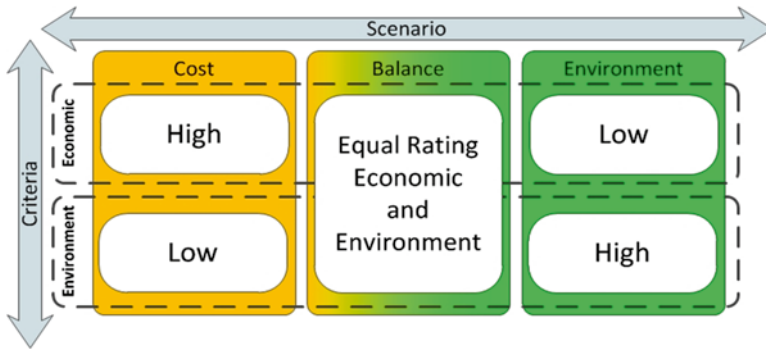 Scenario
Cost
Balance
Environment
Criteria
Economic
High
Equal Rating
Economic
and
Environment
Low
Environment
Low
High